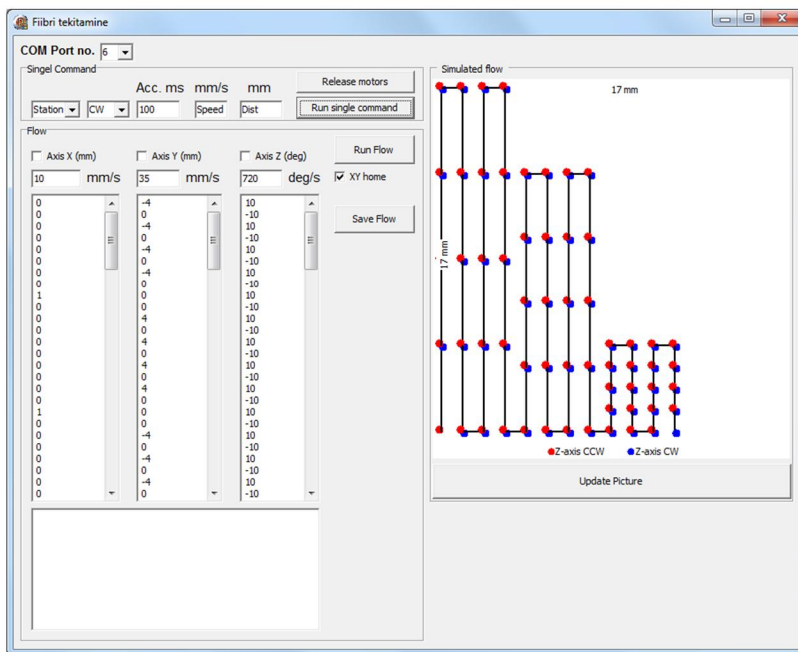 Fiibri tekitamine
COM Port no. 6
Singel Command
Acc. ms mm/s mm
Release motors
Station CW 100 Speed Dist
Run single command
Flow
Axis X (mm) Axis Y (mm) Axis Z (deg)
Run Flow
10 mm/s 35 mm/s 720 deg/s
XY home
Save Flow
0 -4 10
0 0 -10
0 -4 10
0 0 -10
0 -4 10
0 0 -10
0 -4 10
0 0 -10
1 0 10
0 0 -10
0 4 10
0 0 -10
0 4 10
0 0 -10
0 4 10
0 0 -10
0 4 10
0 0 -10
1 0 10
0 0 -10
0 -4 10
0 0 -10
0 -4 10
0 0 -10
0 -4 10
0 0 -10
Simulated flow
17 mm
17 mm
Z-axis CCW Z-axis CW
Update Picture